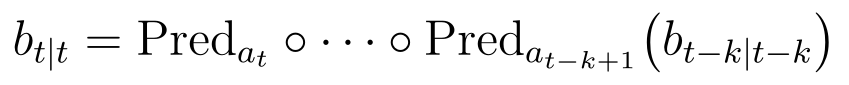 b_{t|t} = Pred_{a_t} ∘ ⋯ ∘ Pred_{a_{t−k+1}}(b_{t−k|t−k})